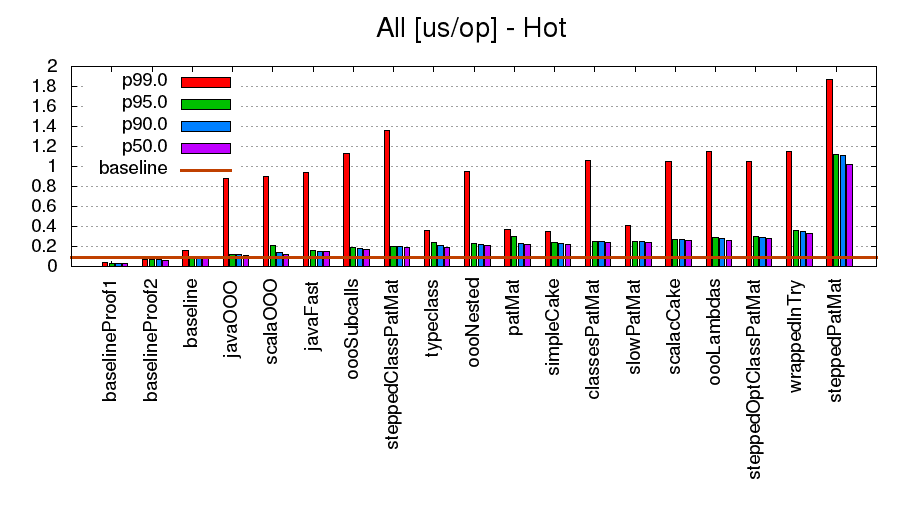 All [us/op] - Hot
2
1.8
1.6
1.4
1.2
1
0.8
0.6
0.4
0.2
0
p99.0
p95.0
p90.0
p50.0
baseline
baselineProof1
baselineProof2
baseline
javaOOO
scalaOOO
javaFast
oooSubcalls
steppedClassPatMat
typeclass
oooNested
patMat
simpleCake
classesPatMat
slowPatMat
scalacCake
oooLambdas
steppedOptClassPatMat
wrappedInTry
steppedPatMat